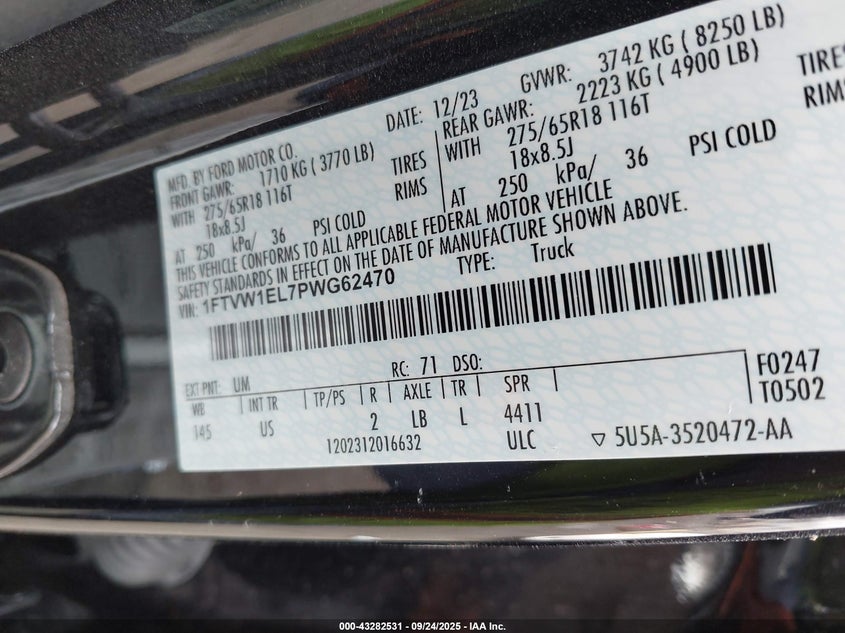 MFD. BY FORD MOTOR CO.
DATE: 12/23
GVWR: 3742 KG ( 8250 LB)
FRONT GAWR: 1710 KG ( 3770 LB)
REAR GAWR: 2223 KG ( 4900 LB)
WITH 275/65R18 116T TIRES
WITH 275/65R18 116T TIRES
18x8.5J RIMS
18x8.5J RIMS
AT 250 kPa/ 36 PSI COLD
AT 250 kPa/ 36 PSI COLD
THIS VEHICLE CONFORMS TO ALL APPLICABLE FEDERAL MOTOR VEHICLE
SAFETY STANDARDS IN EFFECT ON THE DATE OF MANUFACTURE SHOWN ABOVE.
VIN: 1FTVW1EL7PWG62470
TYPE: Truck
EXT PNT: UM RC: 71 DSO:
WB INT TR TP/PS R AXLE TR SPR
145 US 2 LB L 4411
1202312016632 ULC
F0247
T0502
▽ 5U5A-3520472-AA
000-43282531 - 09/24/2025 - IAA Inc.